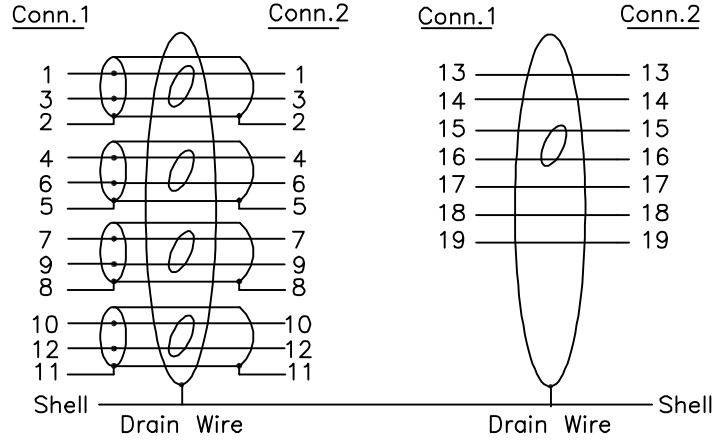 Conn.1 Conn.2 Conn.1 Conn.2
1 1 13 13
3 3 14 14
2 2 15 15
4 4 16 16
6 6 17 17
5 5 18 18
7 7 19 19
9 9
8 8
10 10
12 12
11 11
Shell Shell
Drain Wire Drain Wire